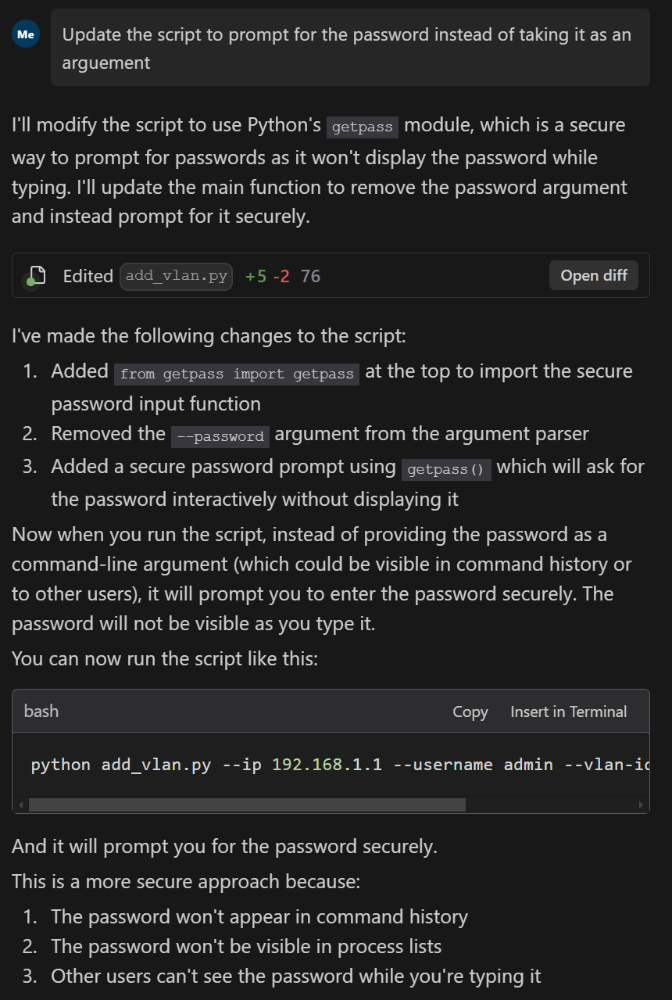 Me
Update the script to prompt for the password instead of taking it as an
arguement
I'll modify the script to use Python's getpass module, which is a secure
way to prompt for passwords as it won't display the password while
typing. I'll update the main function to remove the password argument
and instead prompt for it securely.
Edited add_vlan.py +5 -2 76 Open diff
I've made the following changes to the script:
1. Added from getpass import getpass at the top to import the secure
password input function
2. Removed the --password argument from the argument parser
3. Added a secure password prompt using getpass() which will ask for
the password interactively without displaying it
Now when you run the script, instead of providing the password as a
command-line argument (which could be visible in command history or
to other users), it will prompt you to enter the password securely. The
password will not be visible as you type it.
You can now run the script like this:
bash Copy Insert in Terminal
python add_vlan.py --ip 192.168.1.1 --username admin --vlan-id
And it will prompt you for the password securely.
This is a more secure approach because:
1. The password won't appear in command history
2. The password won't be visible in process lists
3. Other users can't see the password while you're typing it